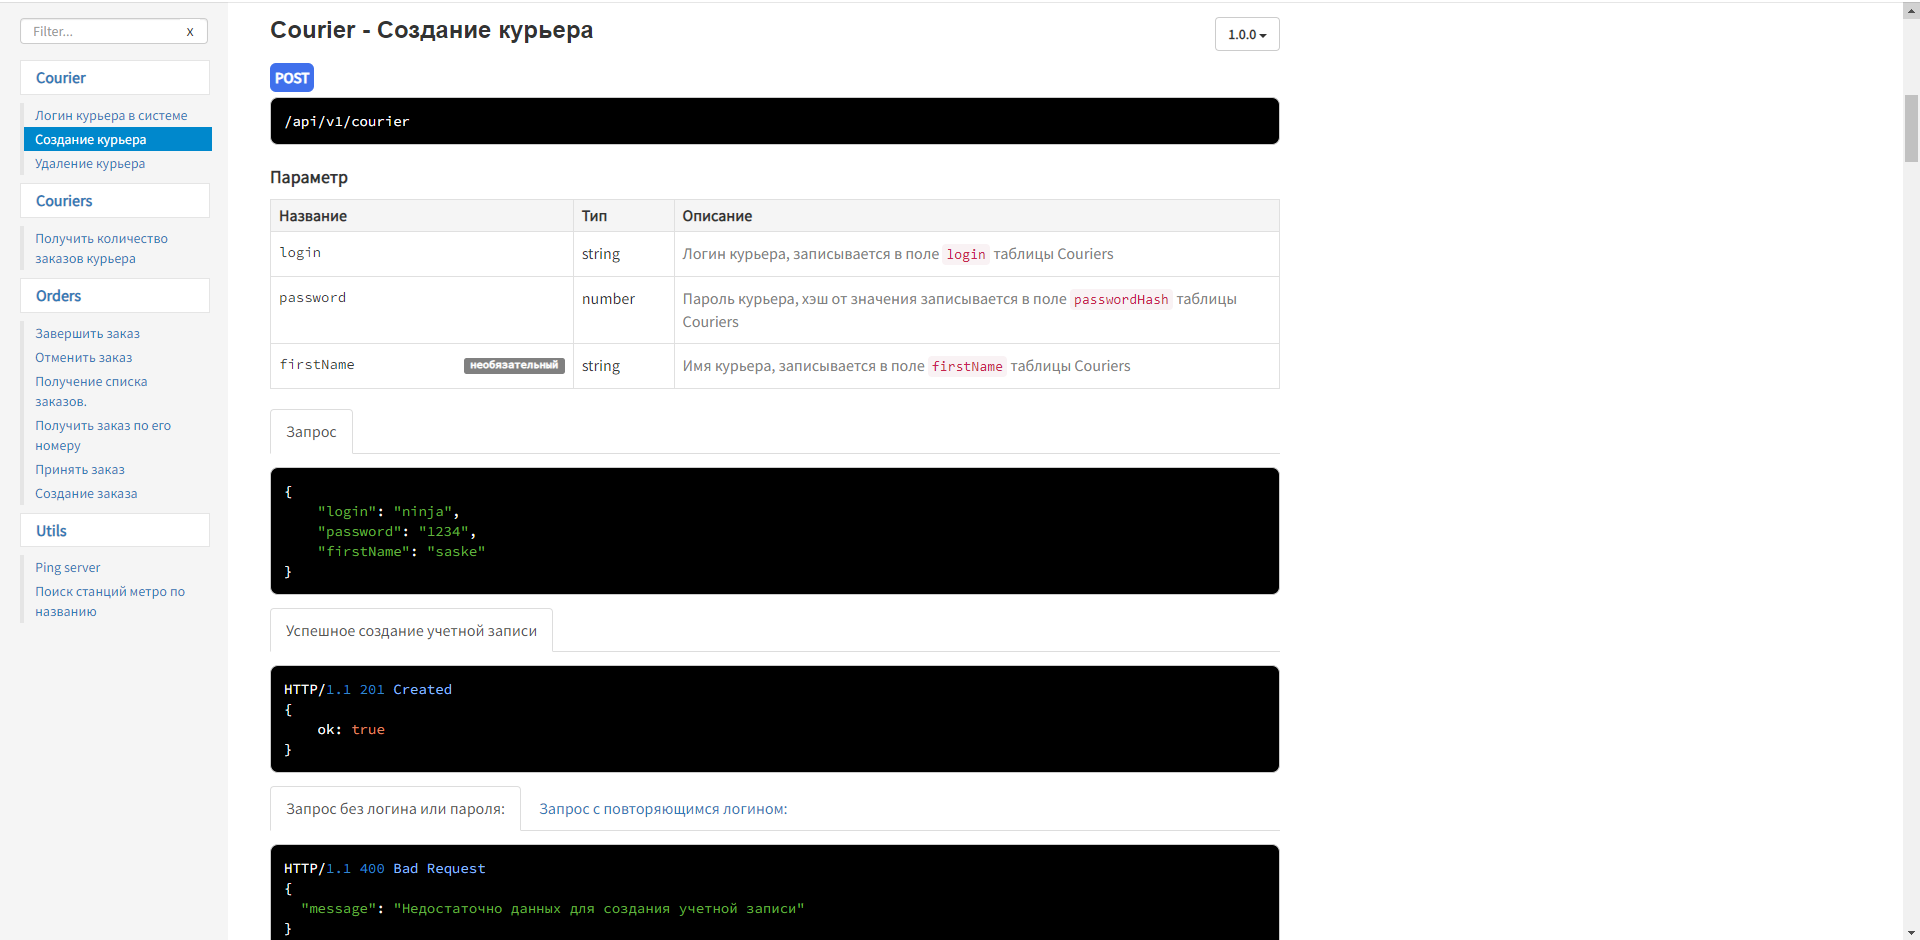 Filter...
X
Courier
Логин курьера в системе
Создание курьера
Удаление курьера
Couriers
Получить количество
заказов курьера
Orders
Завершить заказ
Отменить заказ
Получение списка
заказов.
Получить заказ по его
номеру
Принять заказ
Создание заказа
Utils
Ping server
Поиск станций метро по
названию
Courier - Создание курьера
1.0.0
POST
/api/v1/courier
Параметр
Название Тип Описание
login string Логин курьера, записывается в поле login таблицы Couriers
password number Пароль курьера, хэш от значения записывается в поле passwordHash таблицы
Couriers
firstName необязательный string Имя курьера, записывается в поле firstName таблицы Couriers
Запрос
{
"login": "ninja",
"password": "1234",
"firstName": "saske"
}
Успешное создание учетной записи
HTTP/1.1 201 Created
{
ok: true
}
Запрос без логина или пароля: Запрос с повторяющимся логином:
HTTP/1.1 400 Bad Request
{
"message": "Недостаточно данных для создания учетной записи"
}